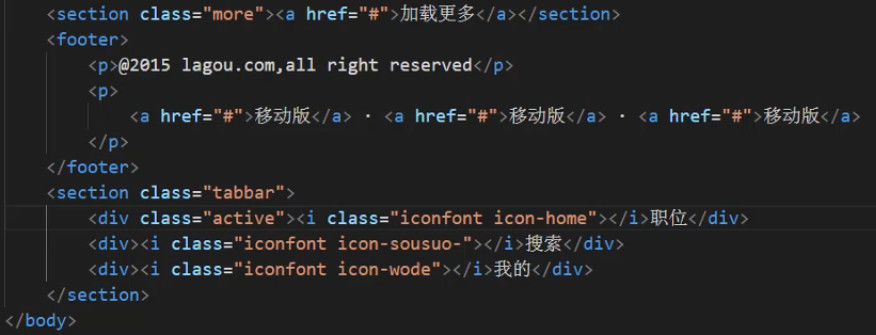 <section class="more"><a href="#">加载更多</a></section>
<footer>
<p>@2015 lagou.com,all right reserved</p>
<p>
<a href="#">移动版</a> · <a href="#">移动版</a> · <a href="#">移动版</a>
</p>
</footer>
<section class="tabbar">
<div class="active"><i class="iconfont icon-home"></i>职位</div>
<div><i class="iconfont icon-sousuo-"></i>搜索</div>
<div><i class="iconfont icon-wode"></i>我的</div>
</section>
</body>